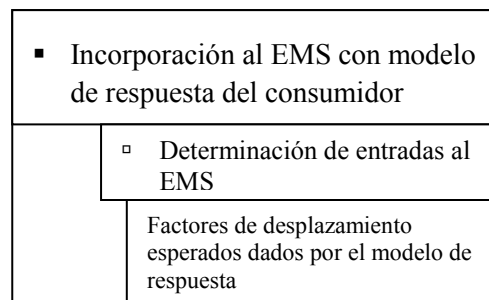 ▪ Incorporación al EMS con modelo
de respuesta del consumidor
▫ Determinación de entradas al
EMS
Factores de desplazamiento
esperados dados por el modelo de
respuesta